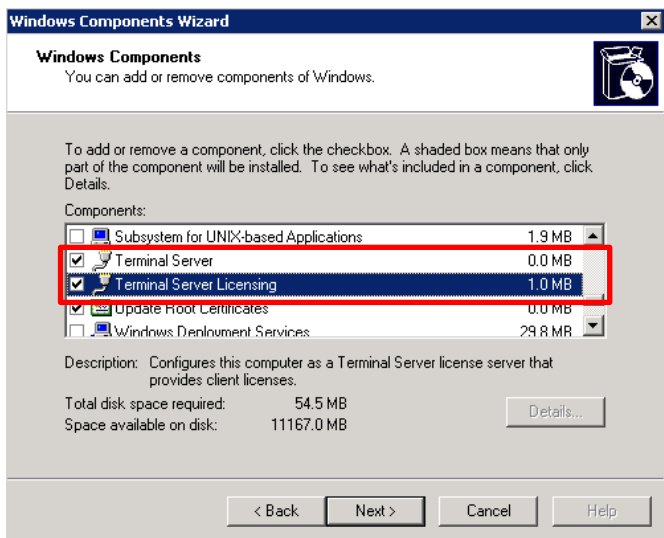 Windows Components Wizard
Windows Components
You can add or remove components of Windows.
To add or remove a component, click the checkbox. A shaded box means that only
part of the component will be installed. To see what's included in a component, click
Details.
Components:
Subsystem for UNIX-based Applications 1.9 MB
Terminal Server 0.0 MB
Terminal Server Licensing 1.0 MB
Update Root Certificates 0.0 MB
Windows Deployment Services 29.8 MB
Description: Configures this computer as a Terminal Server license server that
provides client licenses.
Total disk space required: 54.5 MB
Space available on disk: 11167.0 MB
Details...
< Back Next > Cancel Help